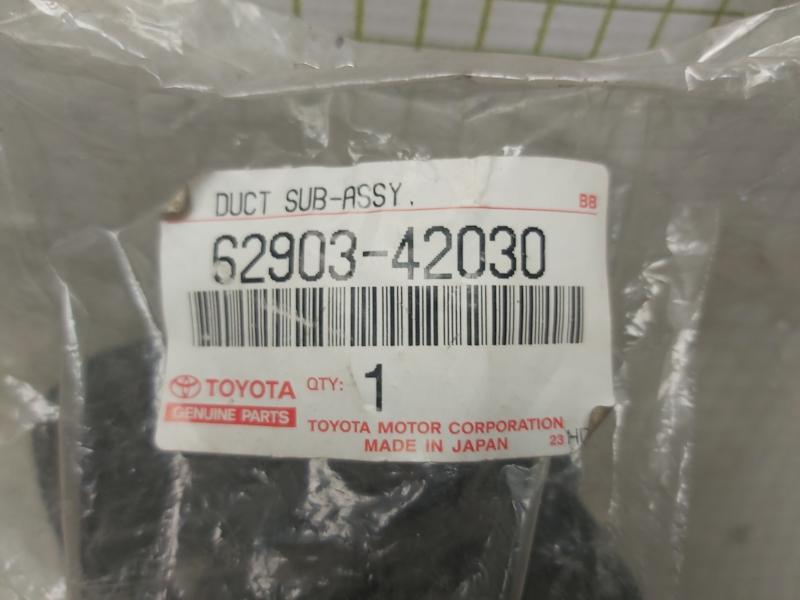 DUCT SUB-ASSY. BB
62903-42030
TOYOTA QTY: 1
GENUINE PARTS
TOYOTA MOTOR CORPORATION
MADE IN JAPAN 23